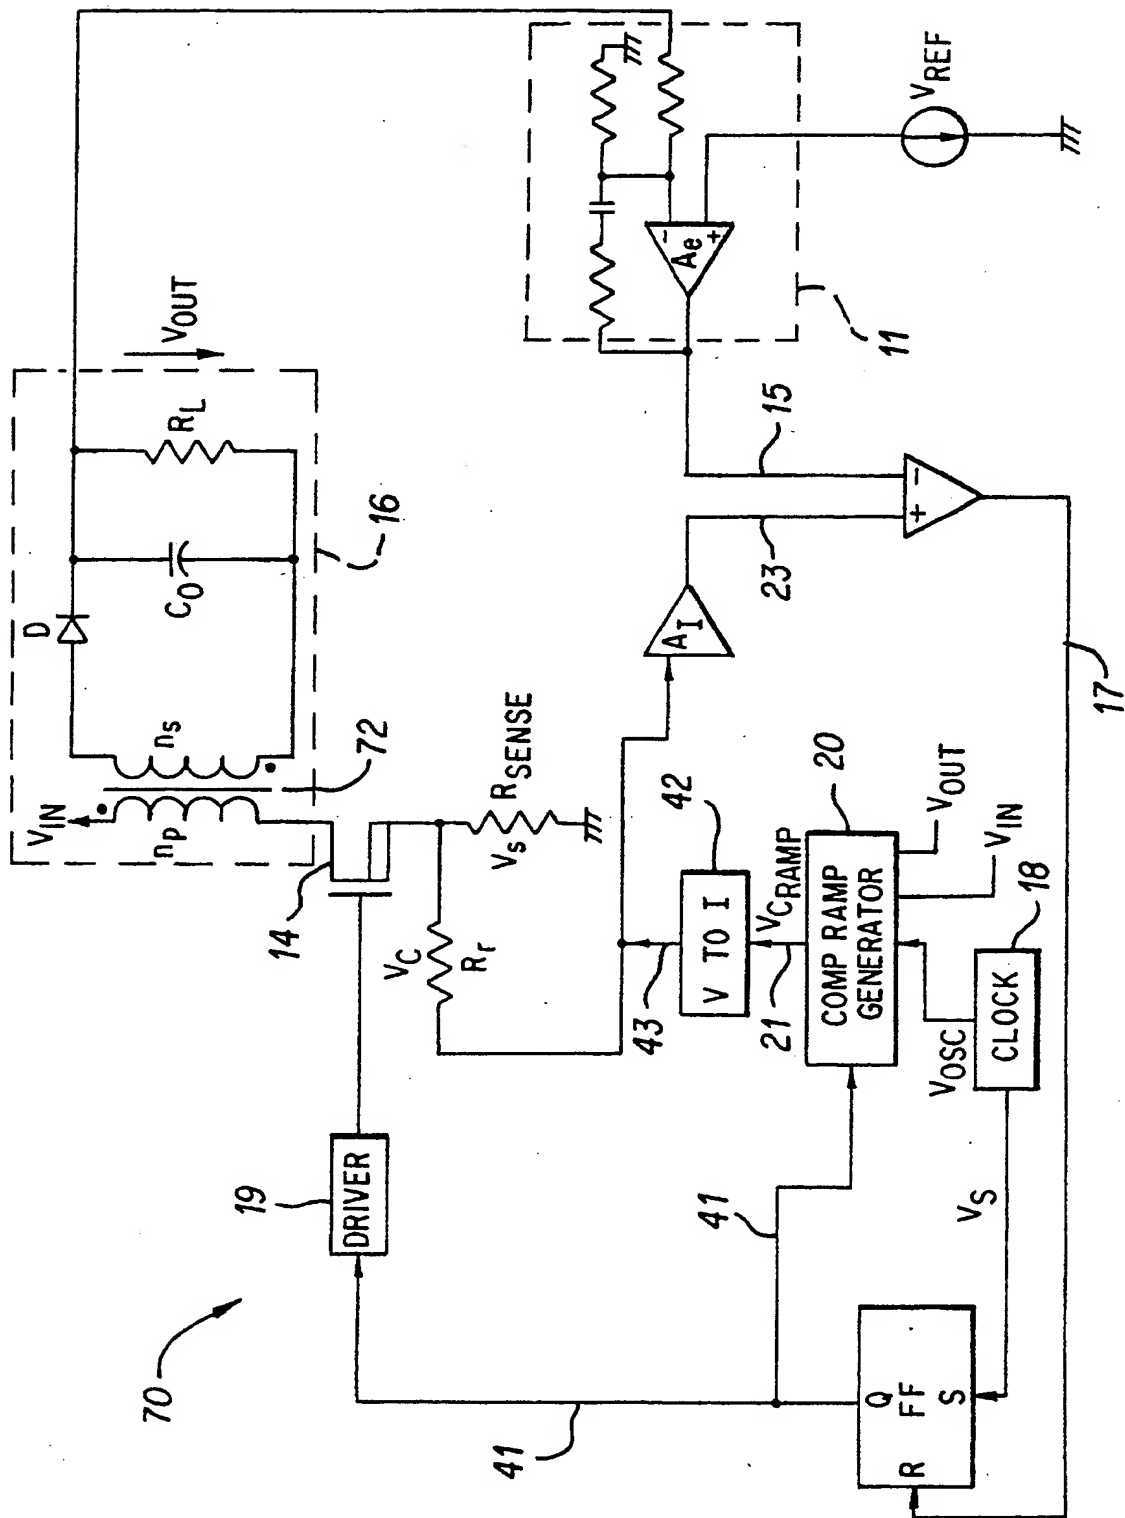 70
41
41
19
DRIVER
14
V_IN
n_p
n_s
72
D
C_O
R_L
16
V_OUT
V_C
R_r
V_S
R_SENSE
43
V TO I
42
21
V_CRAMP
COMP RAMP
GENERATOR
20
V_OUT
V_IN
V_OSC
CLOCK
18
V_S
Q
FF
R
S
A_I
23
15
+
-
17
A_e
-
+
11
V_REF